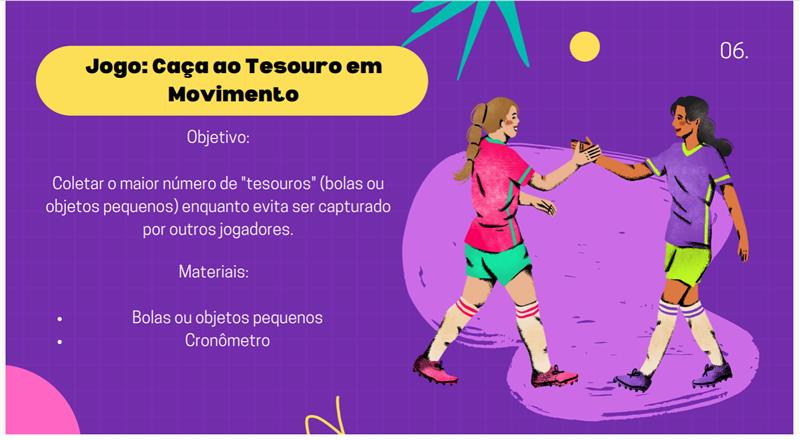 06.
Jogo: Caça ao Tesouro em
Movimento
Objetivo:
Coletar o maior número de "tesouros" (bolas ou
objetos pequenos) enquanto evita ser capturado
por outros jogadores.
Materiais:
• Bolas ou objetos pequenos
• Cronômetro